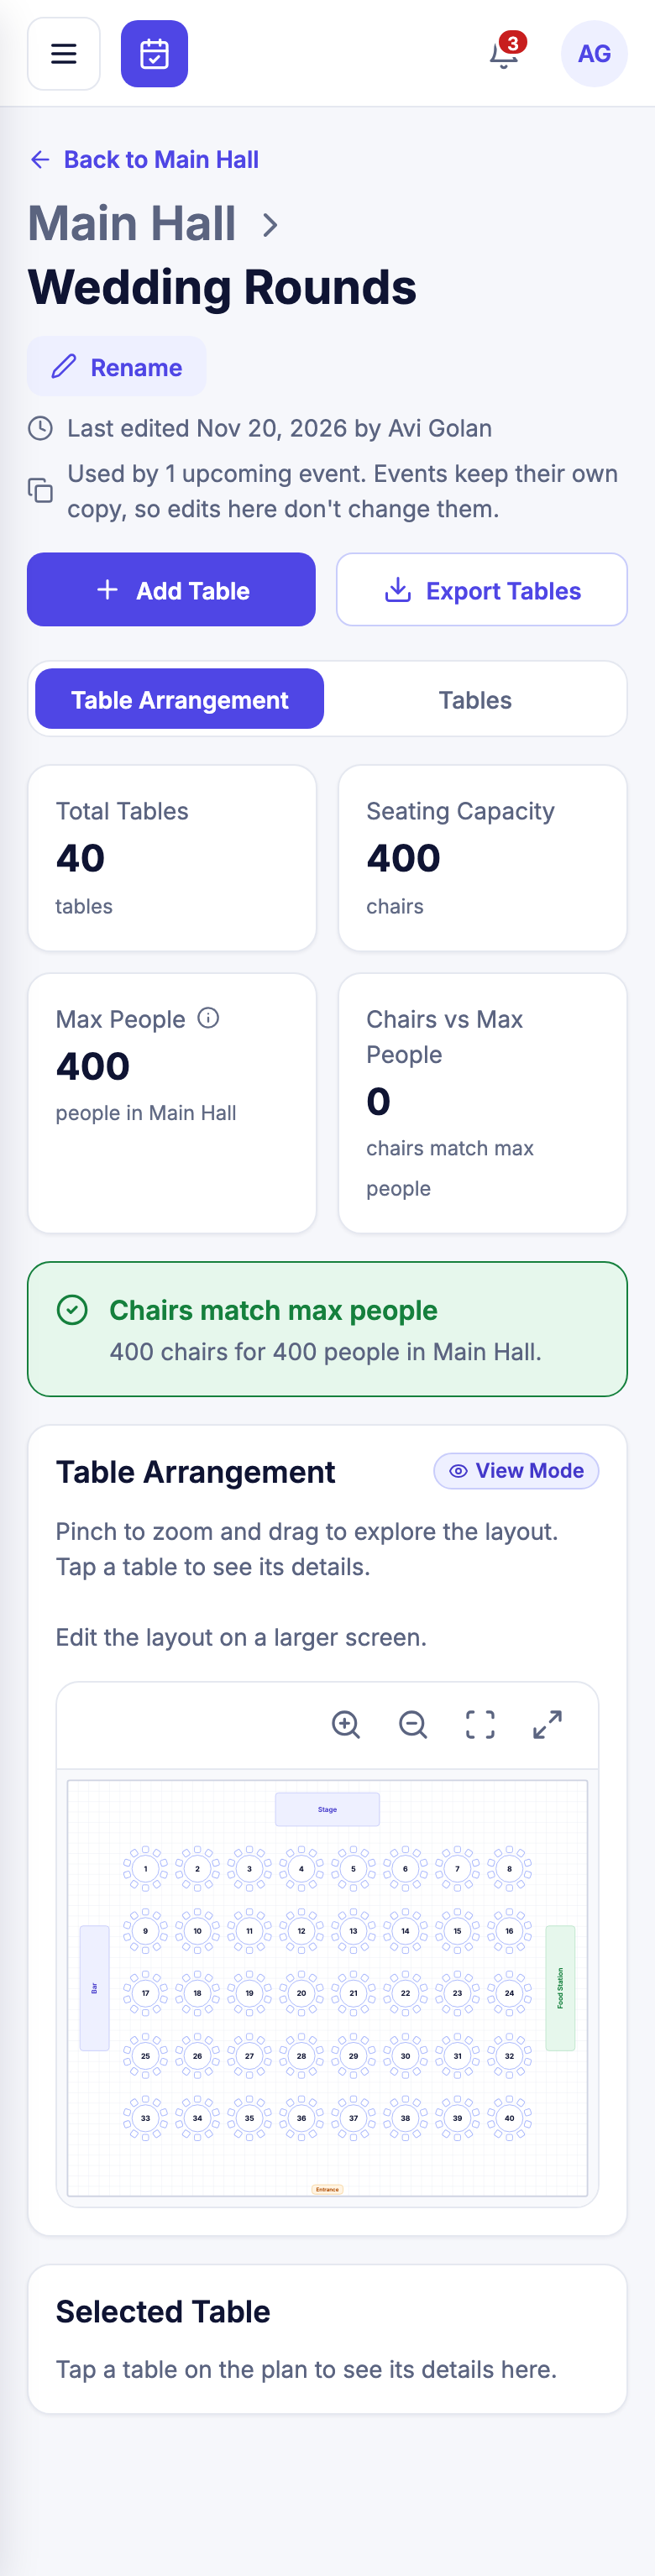 3
AG
Back to Main Hall
Main Hall
Wedding Rounds
Rename
Last edited Nov 20, 2026 by Avi Golan
Used by 1 upcoming event. Events keep their own
copy, so edits here don't change them.
Add Table
Export Tables
Table Arrangement
Tables
Total Tables
40
tables
Seating Capacity
400
chairs
Max People
400
people in Main Hall
Chairs vs Max
People
0
chairs match max
people
Chairs match max people
400 chairs for 400 people in Main Hall.
Table Arrangement
View Mode
Pinch to zoom and drag to explore the layout.
Tap a table to see its details.
Edit the layout on a larger screen.
Stage
1 2 3 4 5 6 7 8
9 10 11 12 13 14 15 16
Bar
17 18 19 20 21 22 23 24
Food Station
25 26 27 28 29 30 31 32
33 34 35 36 37 38 39 40
Entrance
Selected Table
Tap a table on the plan to see its details here.